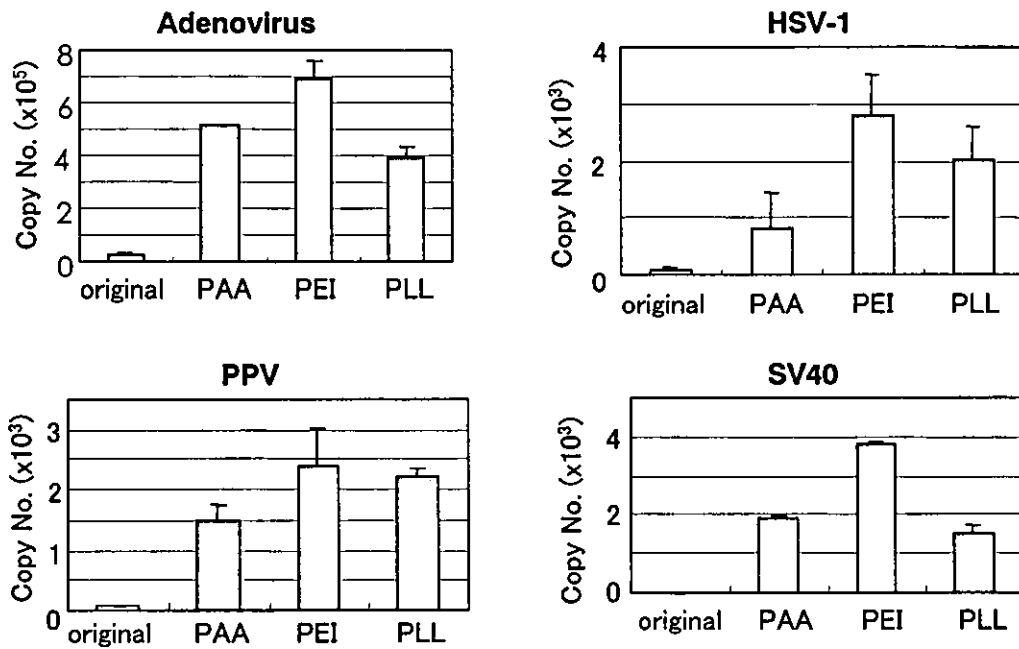 Adenovirus
Copy No. (x10⁵)
8
6
4
2
0
original PAA PEI PLL
HSV-1
Copy No. (x10³)
4
2
0
original PAA PEI PLL
PPV
Copy No. (x10³)
3
2
1
0
original PAA PEI PLL
SV40
Copy No. (x10³)
4
2
0
original PAA PEI PLL